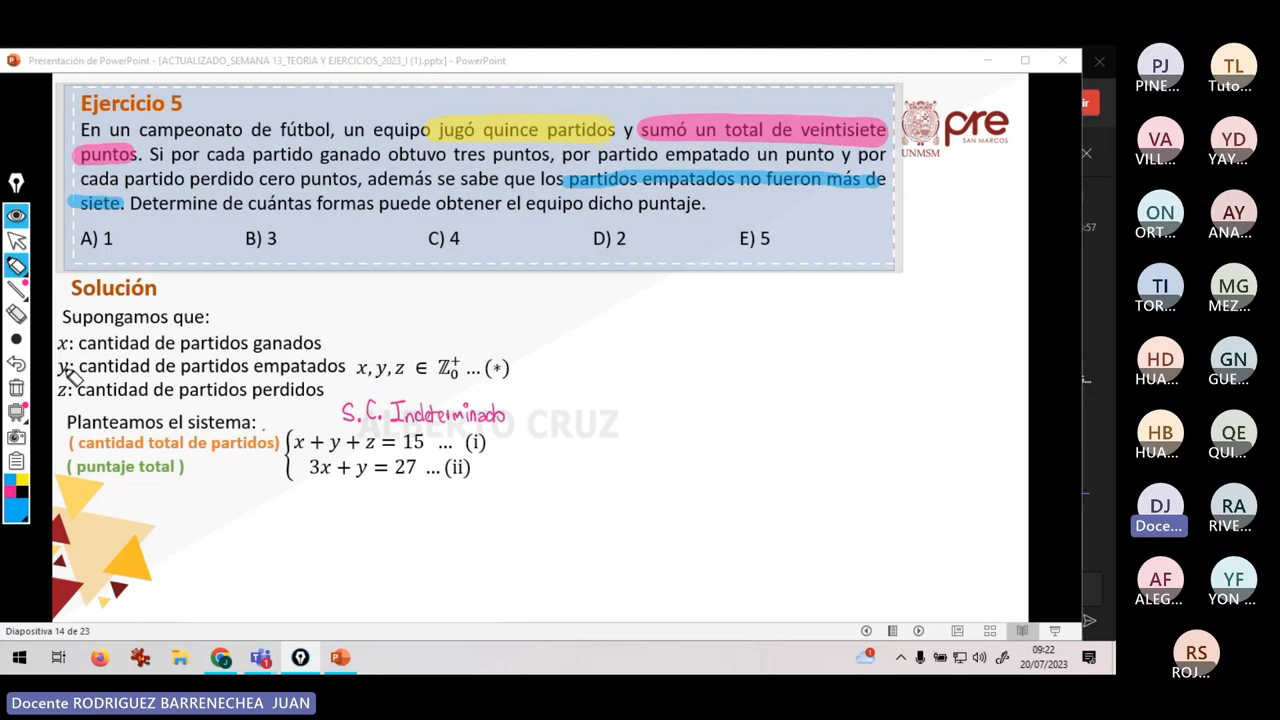 Presentación de PowerPoint - [ACTUALIZADO_SEMANA 13_TEORIA Y EJERCICIOS_2023_I (1).pptx] - PowerPoint
Ejercicio 5
En un campeonato de fútbol, un equipo jugó quince partidos y sumó un total de veintisiete
puntos. Si por cada partido ganado obtuvo tres puntos, por partido empatado un punto y por
cada partido perdido cero puntos, además se sabe que los partidos empatados no fueron más de
siete. Determine de cuántas formas puede obtener el equipo dicho puntaje.
A) 1 B) 3 C) 4 D) 2 E) 5
UNMSM pre
SAN MARCOS
Solución
Supongamos que:
x: cantidad de partidos ganados
y: cantidad de partidos empatados x, y, z ∈ ℤ₀⁺ ... (*)
z: cantidad de partidos perdidos
S.C. Indeterminado
ALBERTO CRUZ
Planteamos el sistema:
( cantidad total de partidos) x + y + z = 15 ... (i)
( puntaje total ) 3x + y = 27 ... (ii)
Diapositiva 14 de 23
09:22
20/07/2023
Docente RODRIGUEZ BARRENECHEA JUAN
ir
:57
PJ TL
PINE... Tuto...
VA YD
VILL... YAY...
ON AY
ORT... ANA...
TI MG
TOR... MEZ...
HD GN
HUA... GUE...
HB QE
HUA... QUI...
DJ RA
Doce... RIVE...
AF YF
ALEG... YON ...
RS
ROJ...